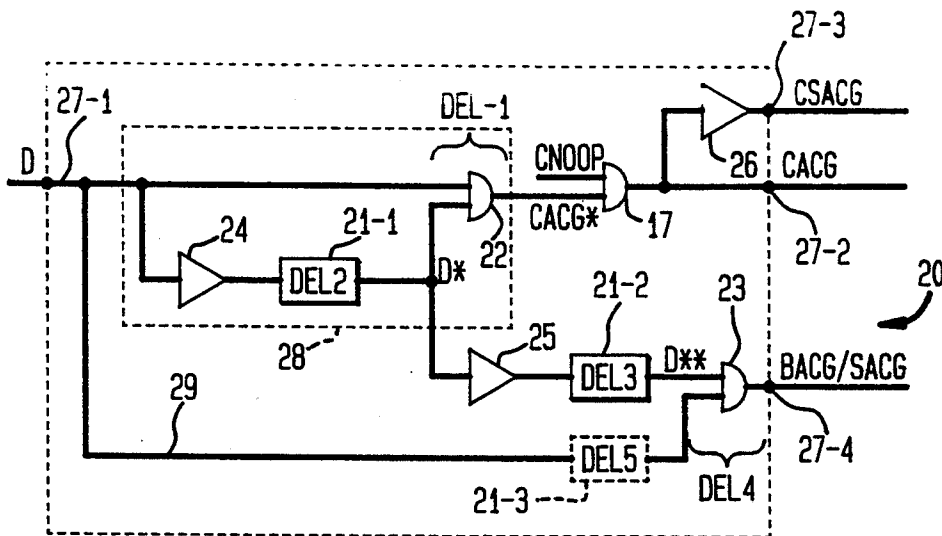 27-3
DEL-1
CSACG
27-1
D
CNOOP
26
CACG
24
21-1
22
CACG*
17
27-2
DEL2
D*
21-2
23
20
25
28
DEL3
D**
BACG/SACG
29
DEL5
27-4
21-3
DEL4